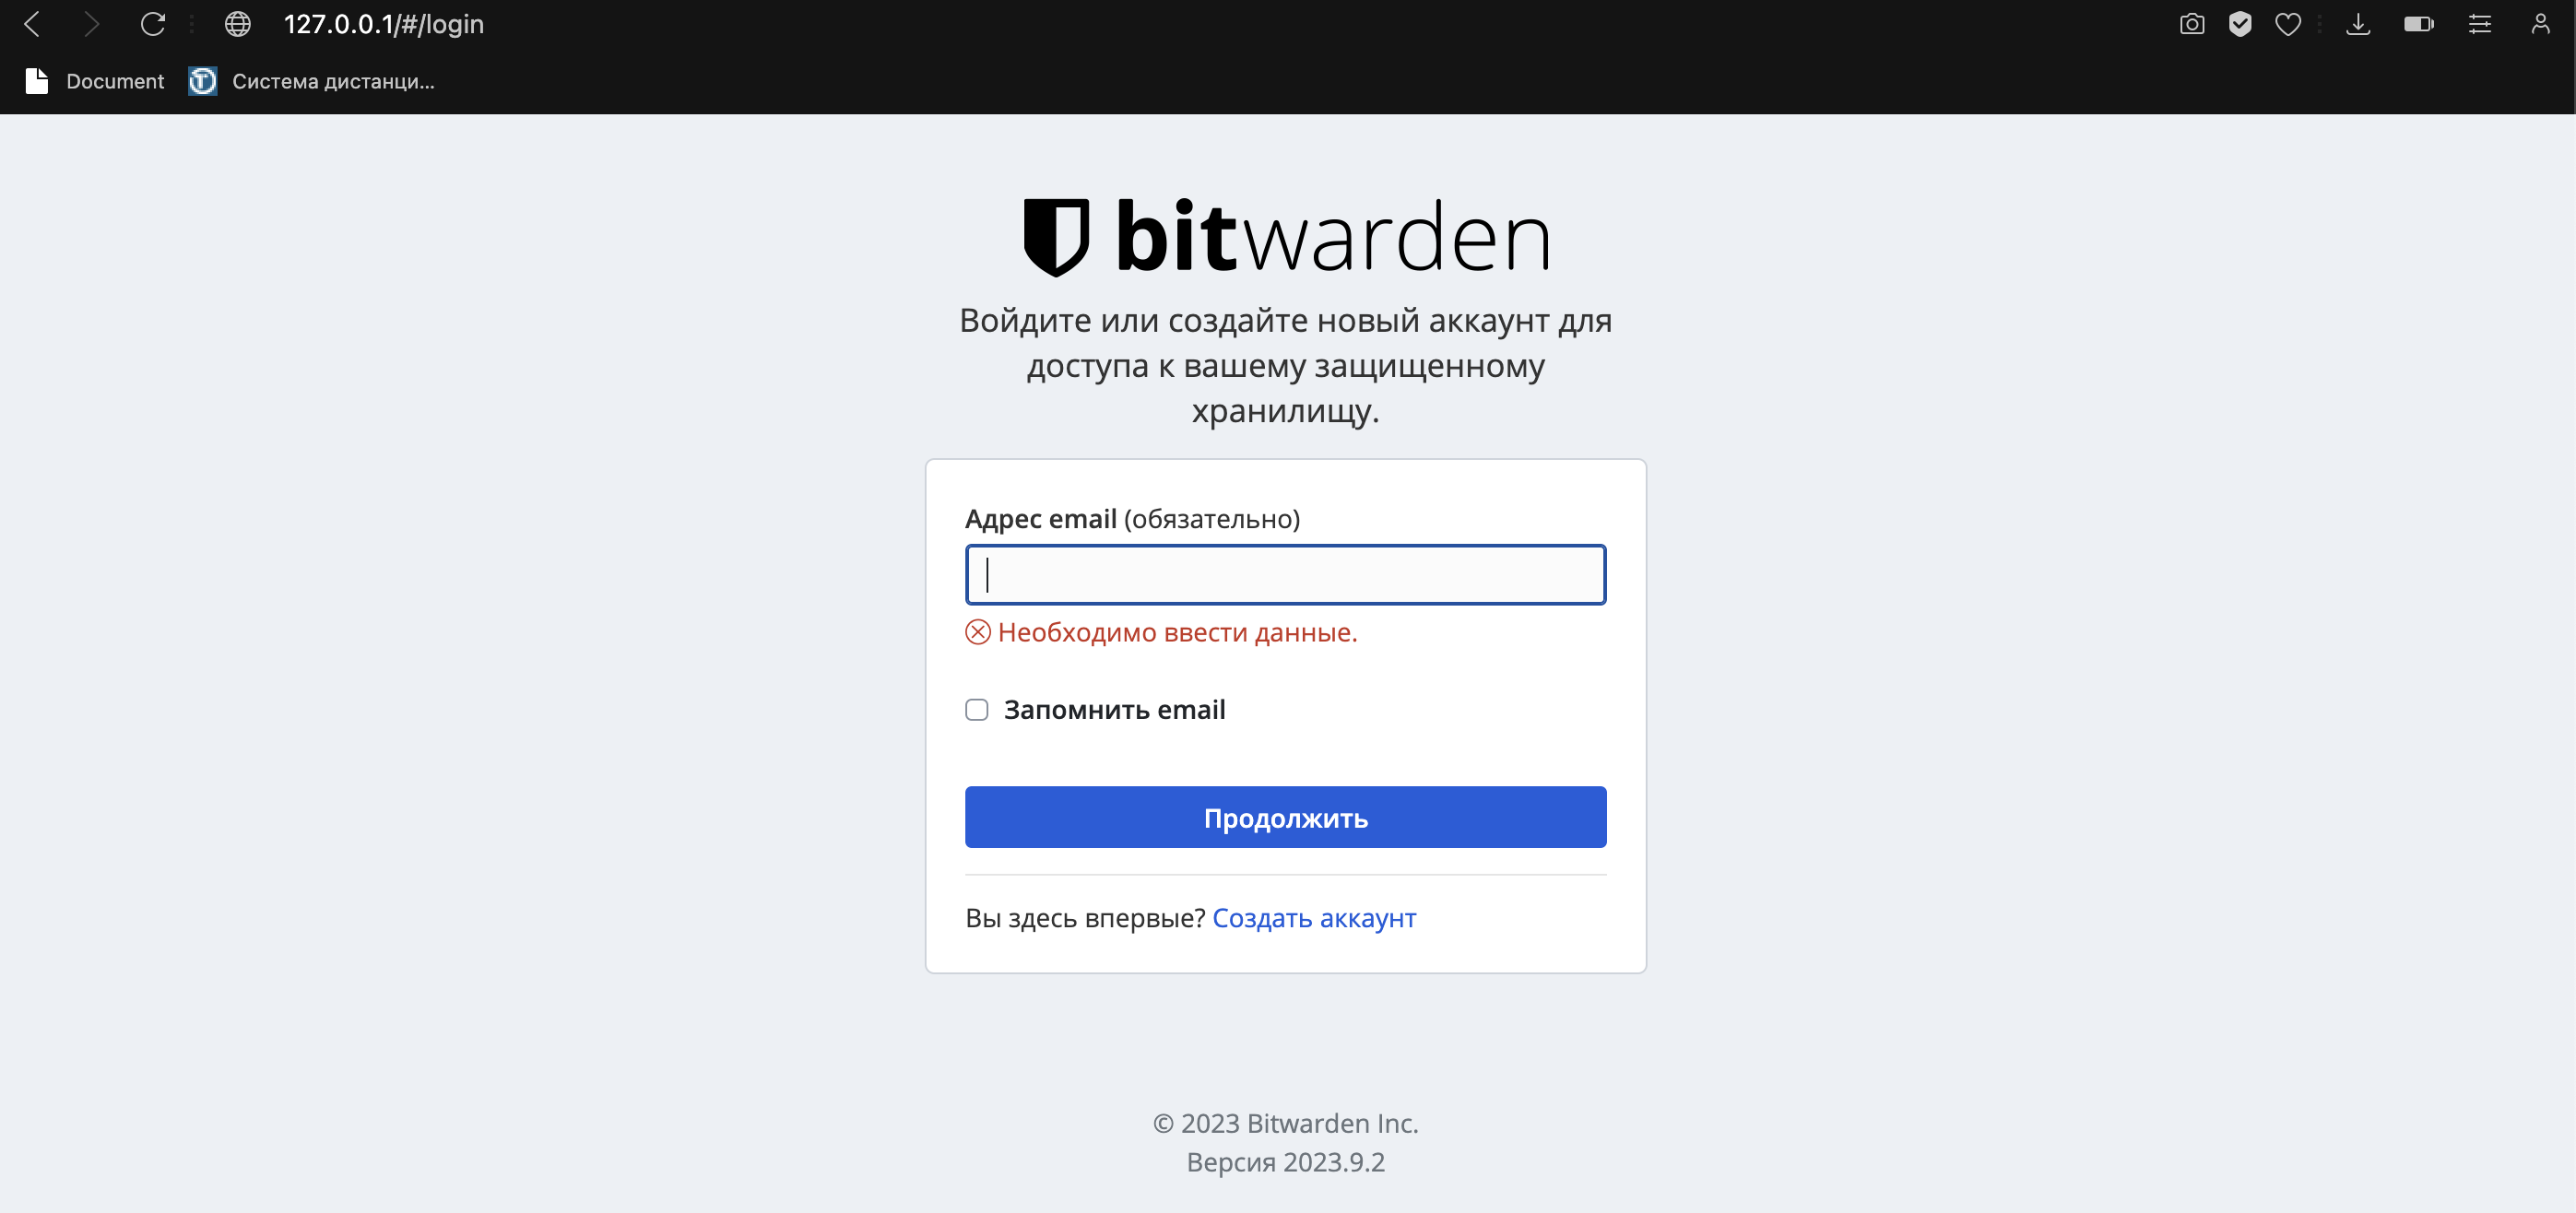 127.0.0.1/#/login
Document
Система дистанци...
bitwarden
Войдите или создайте новый аккаунт для
доступа к вашему защищенному
хранилищу.
Адрес email (обязательно)
Необходимо ввести данные.
Запомнить email
Продолжить
Вы здесь впервые? Создать аккаунт
© 2023 Bitwarden Inc.
Версия 2023.9.2